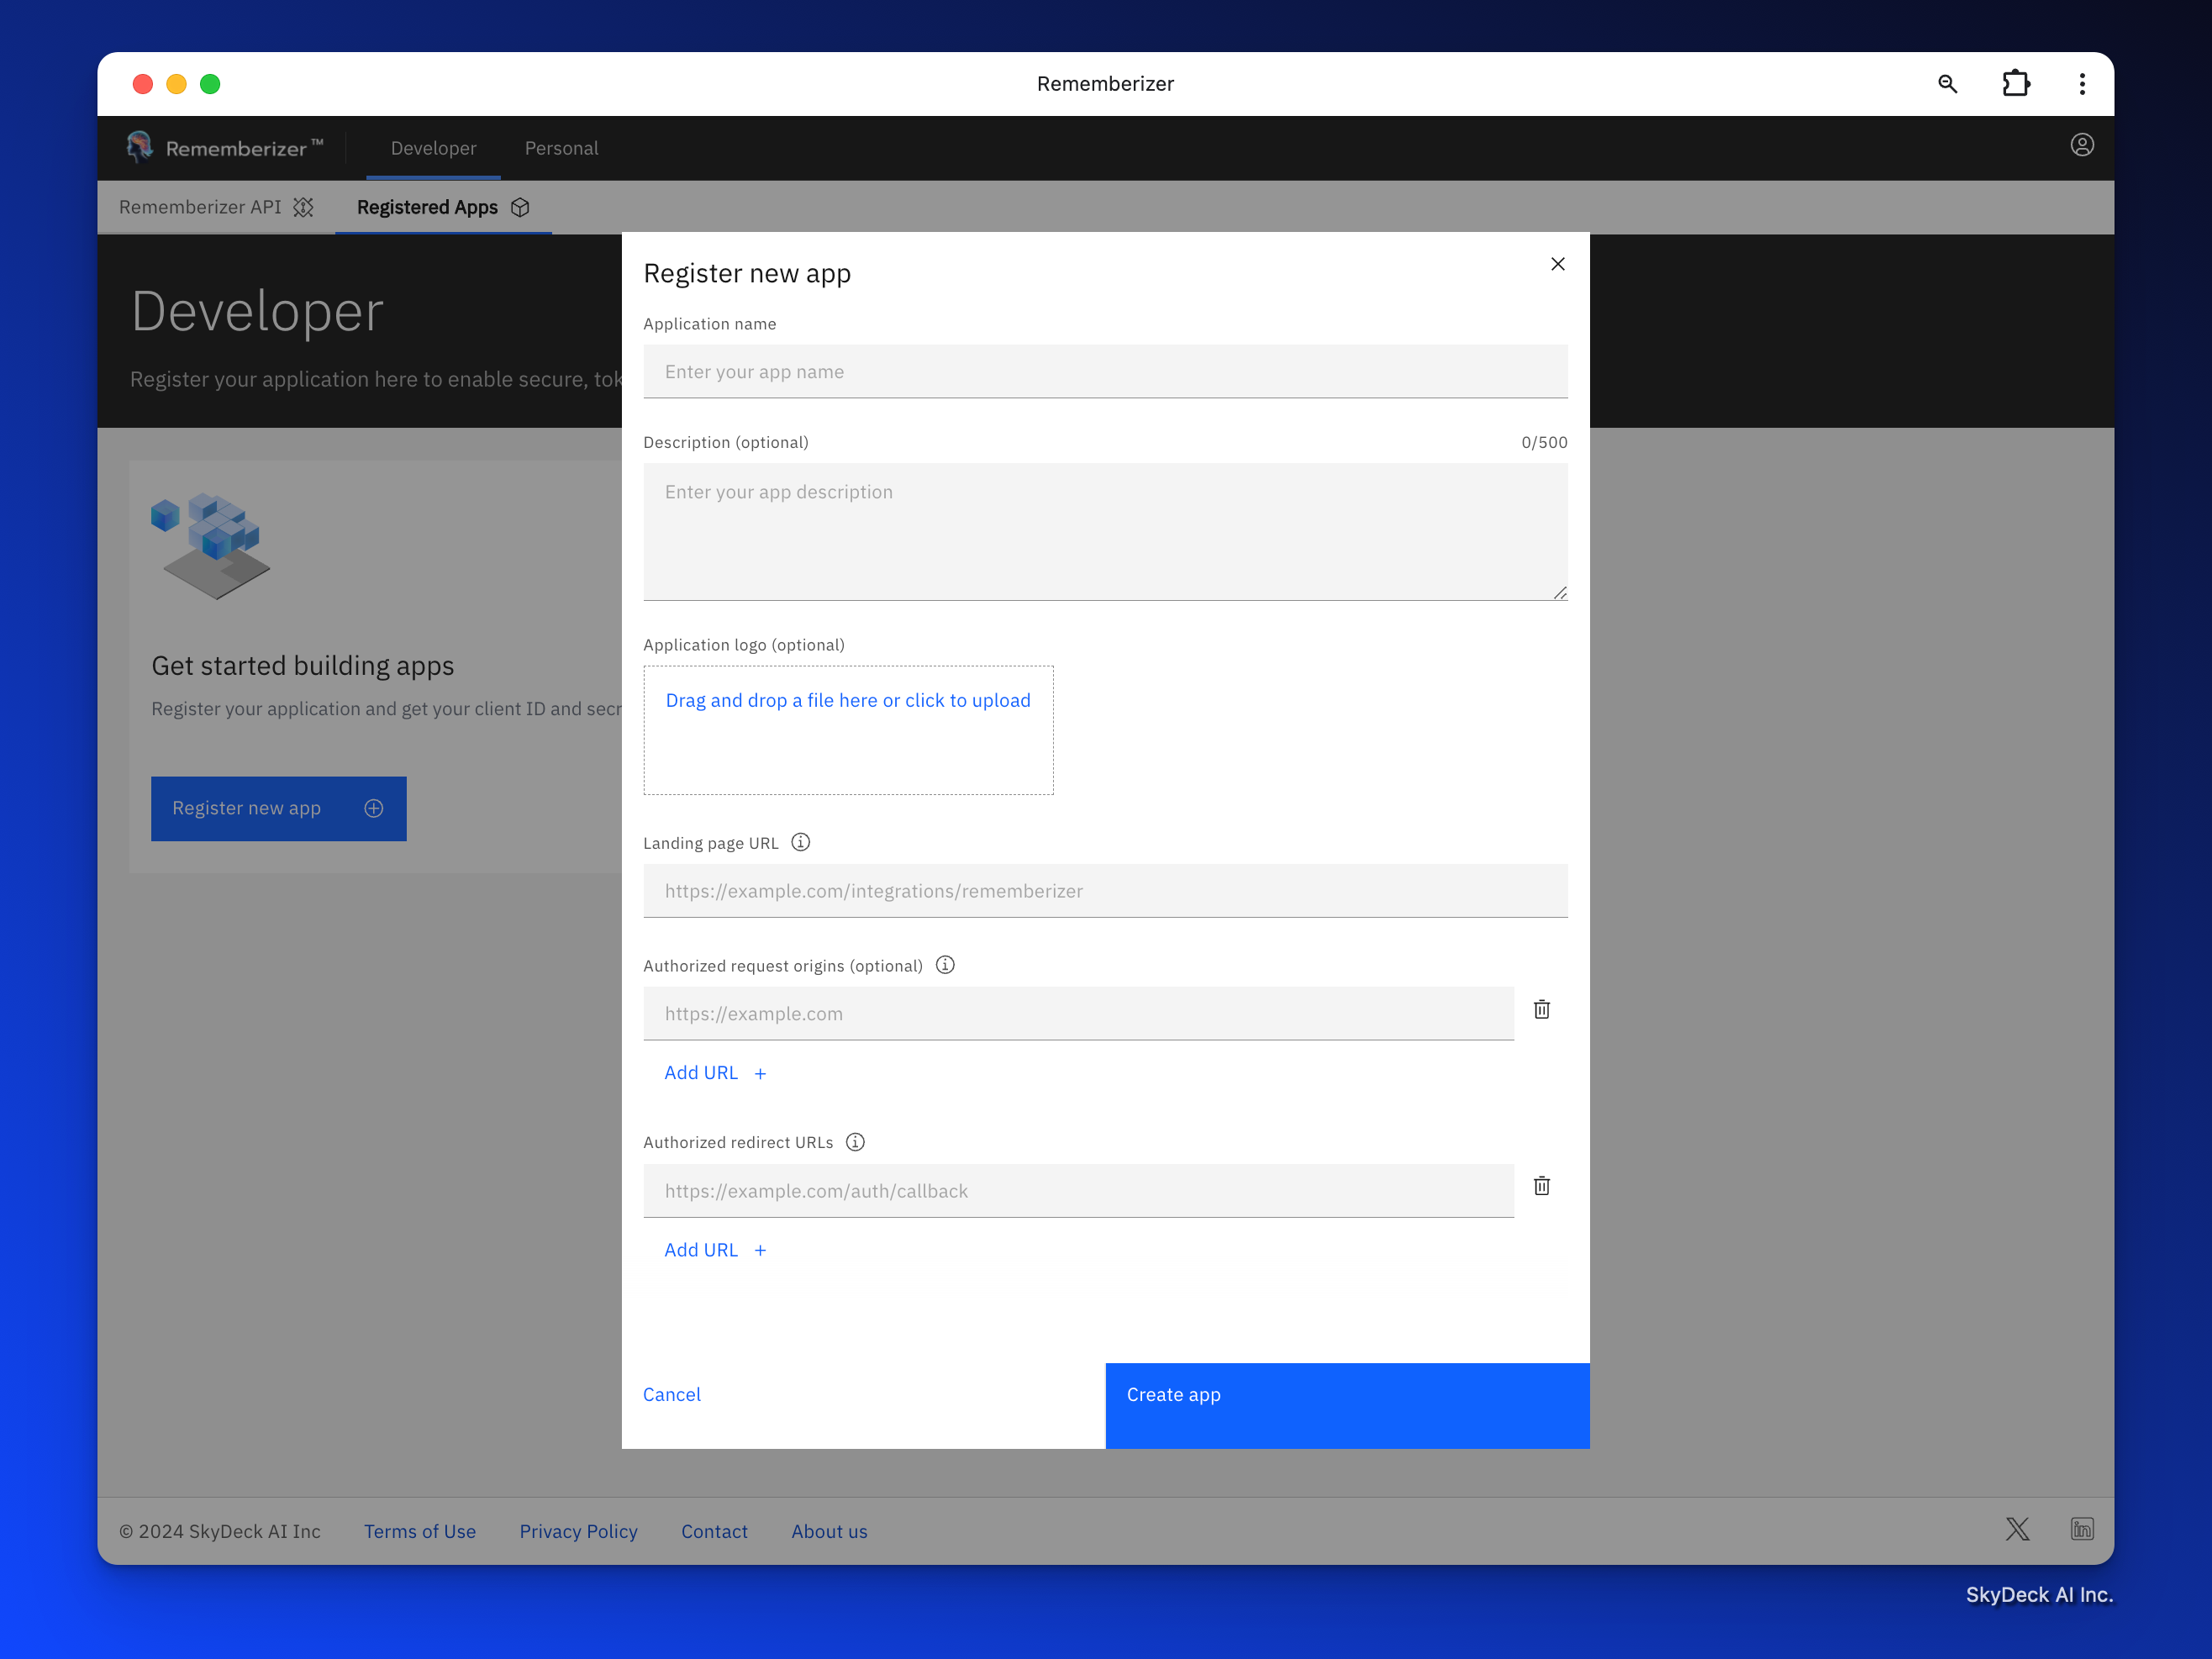 Rememberizer
Rememberizer™
Developer
Personal
Rememberizer API
Registered Apps
Developer
Register your application here to enable secure, tok
Get started building apps
Register your application and get your client ID and secr
Register new app
Register new app
Application name
Enter your app name
Description (optional)
0/500
Enter your app description
Application logo (optional)
Drag and drop a file here or click to upload
Landing page URL
https://example.com/integrations/rememberizer
Authorized request origins (optional)
https://example.com
Add URL +
Authorized redirect URLs
https://example.com/auth/callback
Add URL +
Cancel
Create app
© 2024 SkyDeck AI Inc
Terms of Use
Privacy Policy
Contact
About us
SkyDeck AI Inc.